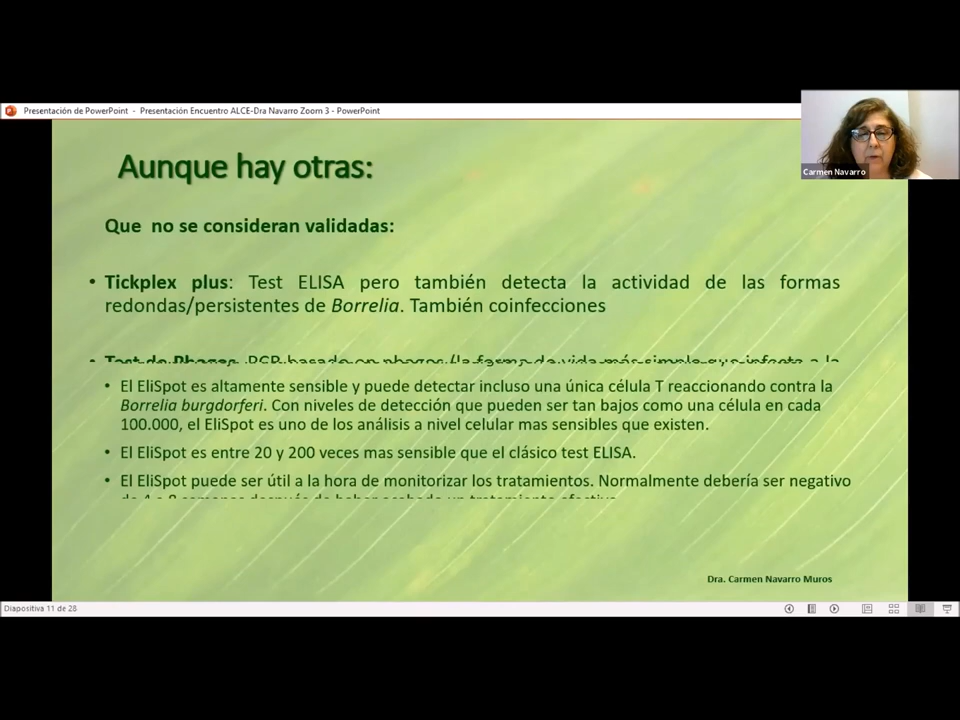 Presentación de PowerPoint - Presentación Encuentro ALCE-Dra Navarro Zoom 3 - PowerPoint
Carmen Navarro
Aunque hay otras:
Que no se consideran validadas:
• Tickplex plus: Test ELISA pero también detecta la actividad de las formas
redondas/persistentes de Borrelia. También coinfecciones
• Test de Phages
• El EliSpot es altamente sensible y puede detectar incluso una única célula T reaccionando contra la
Borrelia burgdorferi. Con niveles de detección que pueden ser tan bajos como una célula en cada
100.000, el EliSpot es uno de los análisis a nivel celular mas sensibles que existen.
• El EliSpot es entre 20 y 200 veces mas sensible que el clásico test ELISA.
• El EliSpot puede ser útil a la hora de monitorizar los tratamientos. Normalmente debería ser negativo
Dra. Carmen Navarro Muros
Diapositiva 11 de 28